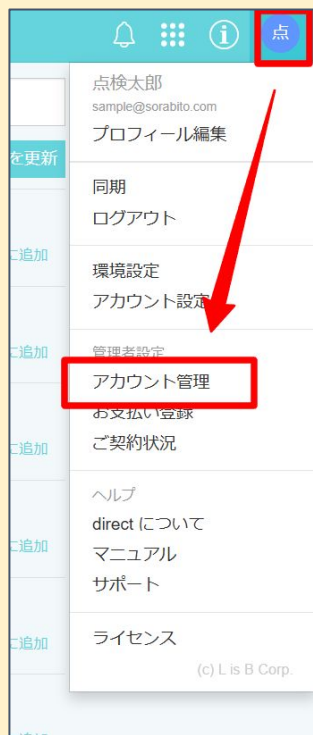 点
点検太郎
sample@sorabito.com
プロフィール編集
を更新
同期
ログアウト
に追加
環境設定
アカウント設定
管理者設定
に追加
アカウント管理
お支払い登録
に追加
ご契約状況
ヘルプ
direct について
に追加
マニュアル
サポート
ライセンス
に追加
(c) L is B Corp.